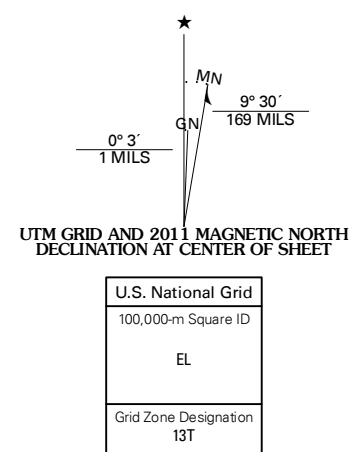 MN
9° 30´
169 MILS
GN
0° 3´
1 MILS
UTM GRID AND 2011 MAGNETIC NORTH
DECLINATION AT CENTER OF SHEET
U.S. National Grid
100,000-m Square ID
EL
Grid Zone Designation
13T